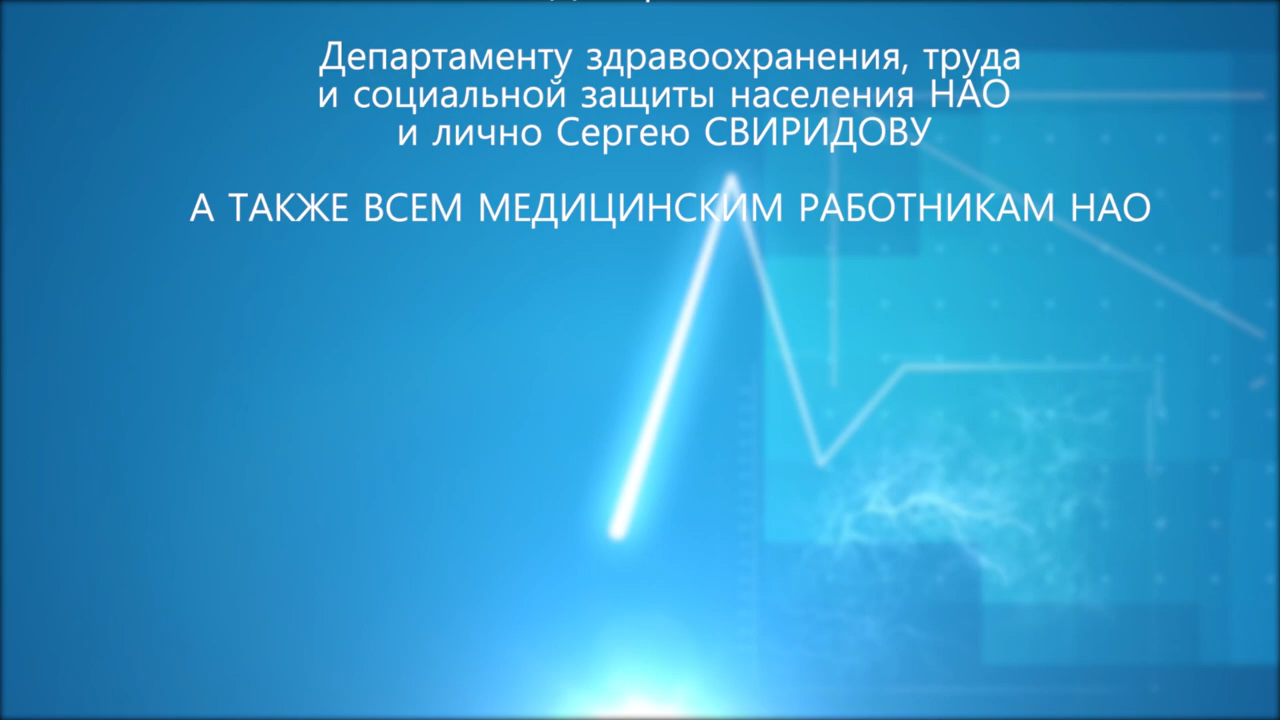 Департаменту здравоохранения, труда
и социальной защиты населения НАО
и лично Сергею СВИРИДОВУ
А ТАКЖЕ ВСЕМ МЕДИЦИНСКИМ РАБОТНИКАМ НАО